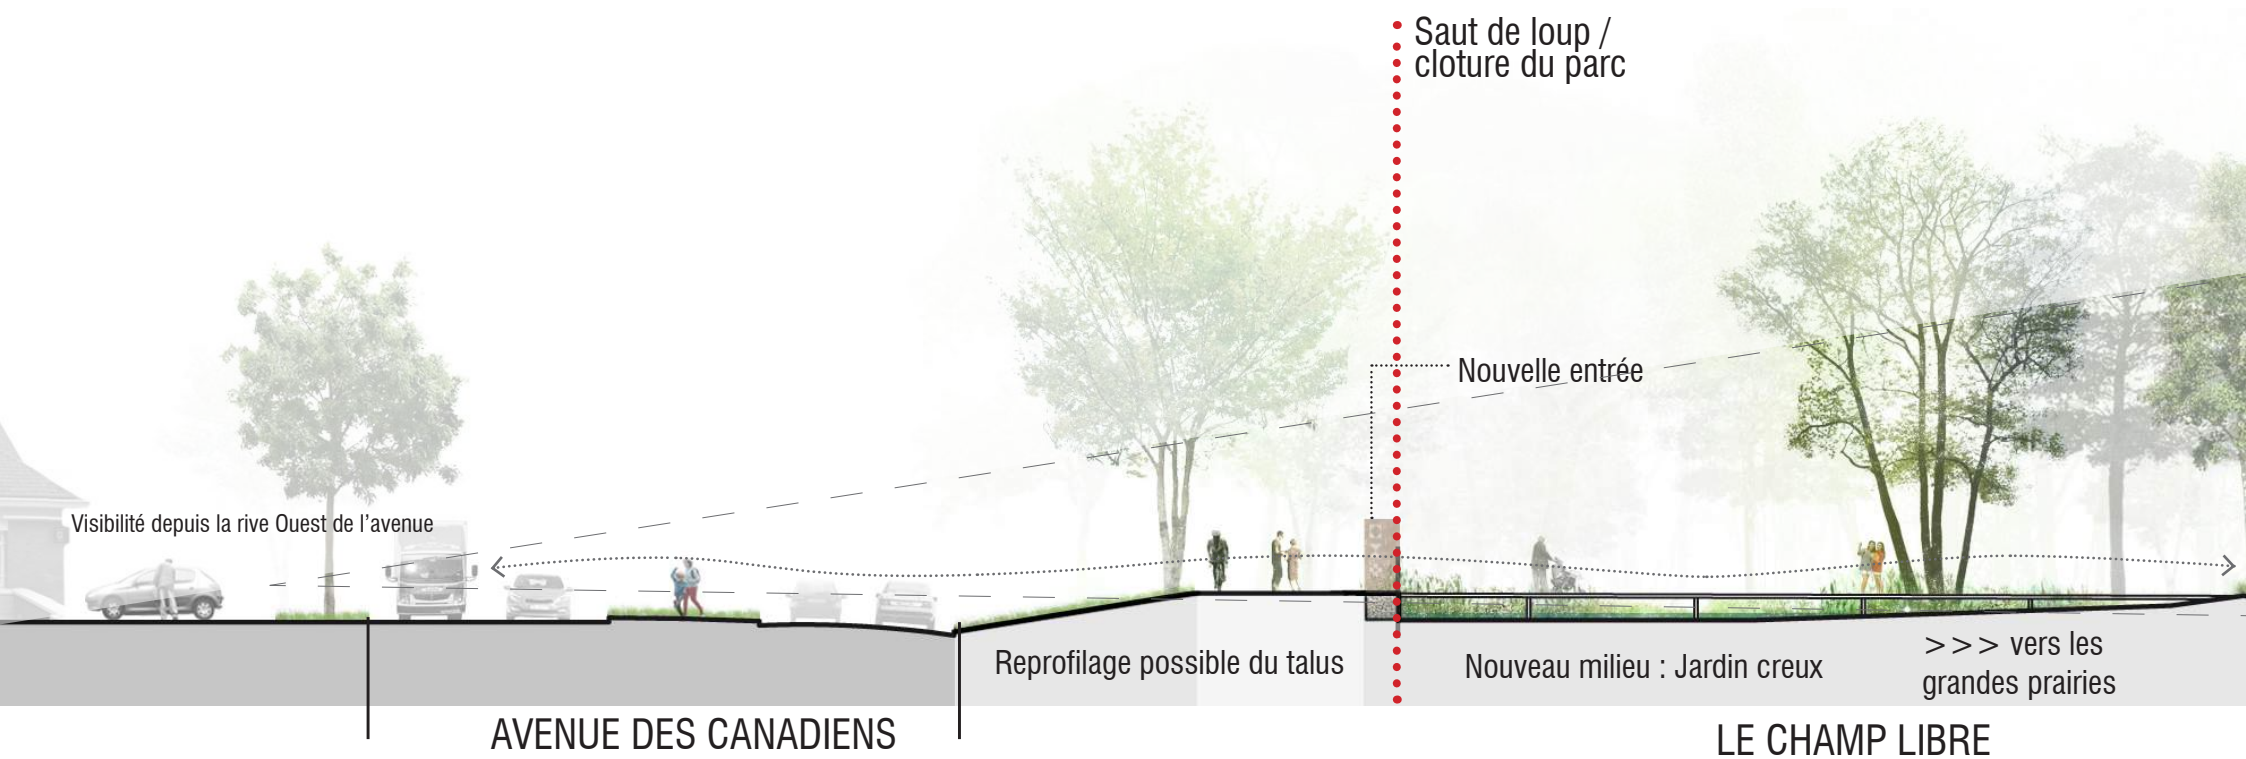 Saut de loup /
cloture du parc
Nouvelle entrée
Visibilité depuis la rive Ouest de l’avenue
Reprofilage possible du talus
Nouveau milieu : Jardin creux
>>> vers les
grandes prairies
AVENUE DES CANADIENS
LE CHAMP LIBRE